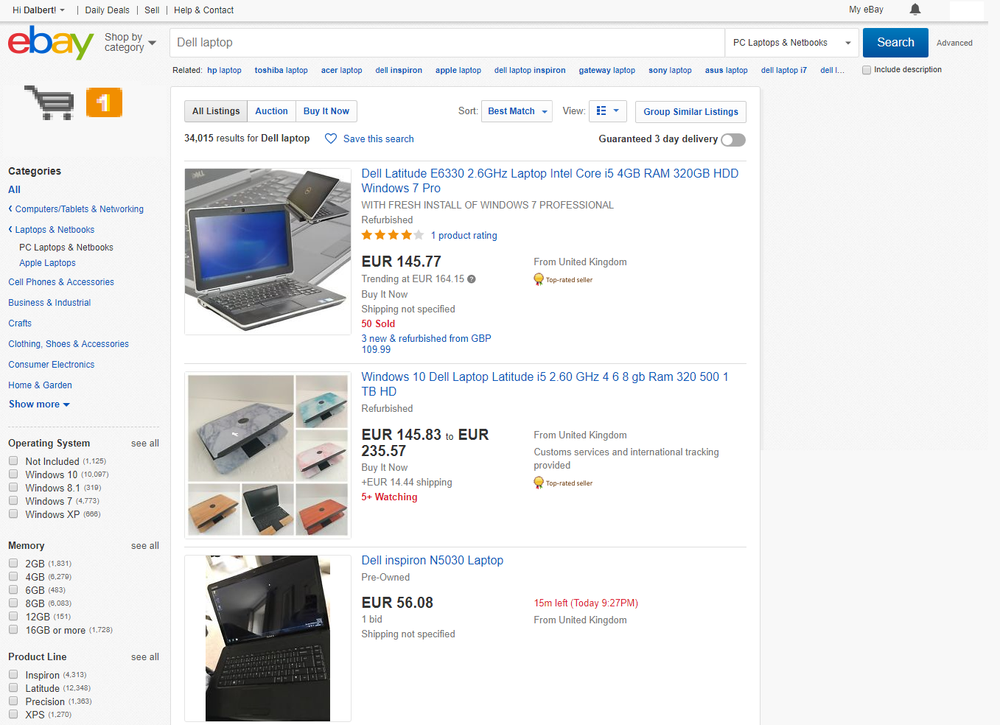 Hi Dalbert!
Daily Deals
Sell
Help & Contact
My eBay
ebay
Shop by category
Dell laptop
PC Laptops & Netbooks
Search
Advanced
Related: hp laptop toshiba laptop acer laptop dell inspiron apple laptop dell laptop inspiron gateway laptop sony laptop asus laptop dell laptop i7 dell l...
Include description
1
All Listings
Auction
Buy It Now
Sort: Best Match
View:
Group Similar Listings
34,015 results for Dell laptop
Save this search
Guaranteed 3 day delivery
Categories
All
Computers/Tablets & Networking
Laptops & Netbooks
PC Laptops & Netbooks
Apple Laptops
Cell Phones & Accessories
Business & Industrial
Crafts
Clothing, Shoes & Accessories
Consumer Electronics
Home & Garden
Show more
Operating System see all
Not Included (1,125)
Windows 10 (10,097)
Windows 8.1 (319)
Windows 7 (4,773)
Windows XP (666)
Memory see all
2GB (1,831)
4GB (6,279)
6GB (483)
8GB (6,083)
12GB (151)
16GB or more (1,728)
Product Line see all
Inspiron (4,313)
Latitude (12,348)
Precision (1,363)
XPS (1,270)
Dell Latitude E6330 2.6GHz Laptop Intel Core i5 4GB RAM 320GB HDD
Windows 7 Pro
WITH FRESH INSTALL OF WINDOWS 7 PROFESSIONAL
Refurbished
1 product rating
EUR 145.77
From United Kingdom
Trending at EUR 164.15
Top-rated seller
Buy It Now
Shipping not specified
50 Sold
3 new & refurbished from GBP
109.99
Windows 10 Dell Laptop Latitude i5 2.60 GHz 4 6 8 gb Ram 320 500 1
TB HD
Refurbished
EUR 145.83 to EUR
235.57
From United Kingdom
Customs services and international tracking
provided
Buy It Now
+EUR 14.44 shipping
Top-rated seller
5+ Watching
Dell inspiron N5030 Laptop
Pre-Owned
EUR 56.08
15m left (Today 9:27PM)
1 bid
From United Kingdom
Shipping not specified